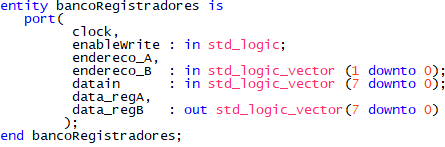 entity bancoRegistradores is
port(
clock,
enableWrite : in std_logic;
endereco_A,
endereco_B : in std_logic_vector (1 downto 0);
datain : in std_logic_vector (7 downto 0);
data_regA,
data_regB : out std_logic_vector(7 downto 0)
);
end bancoRegistradores;